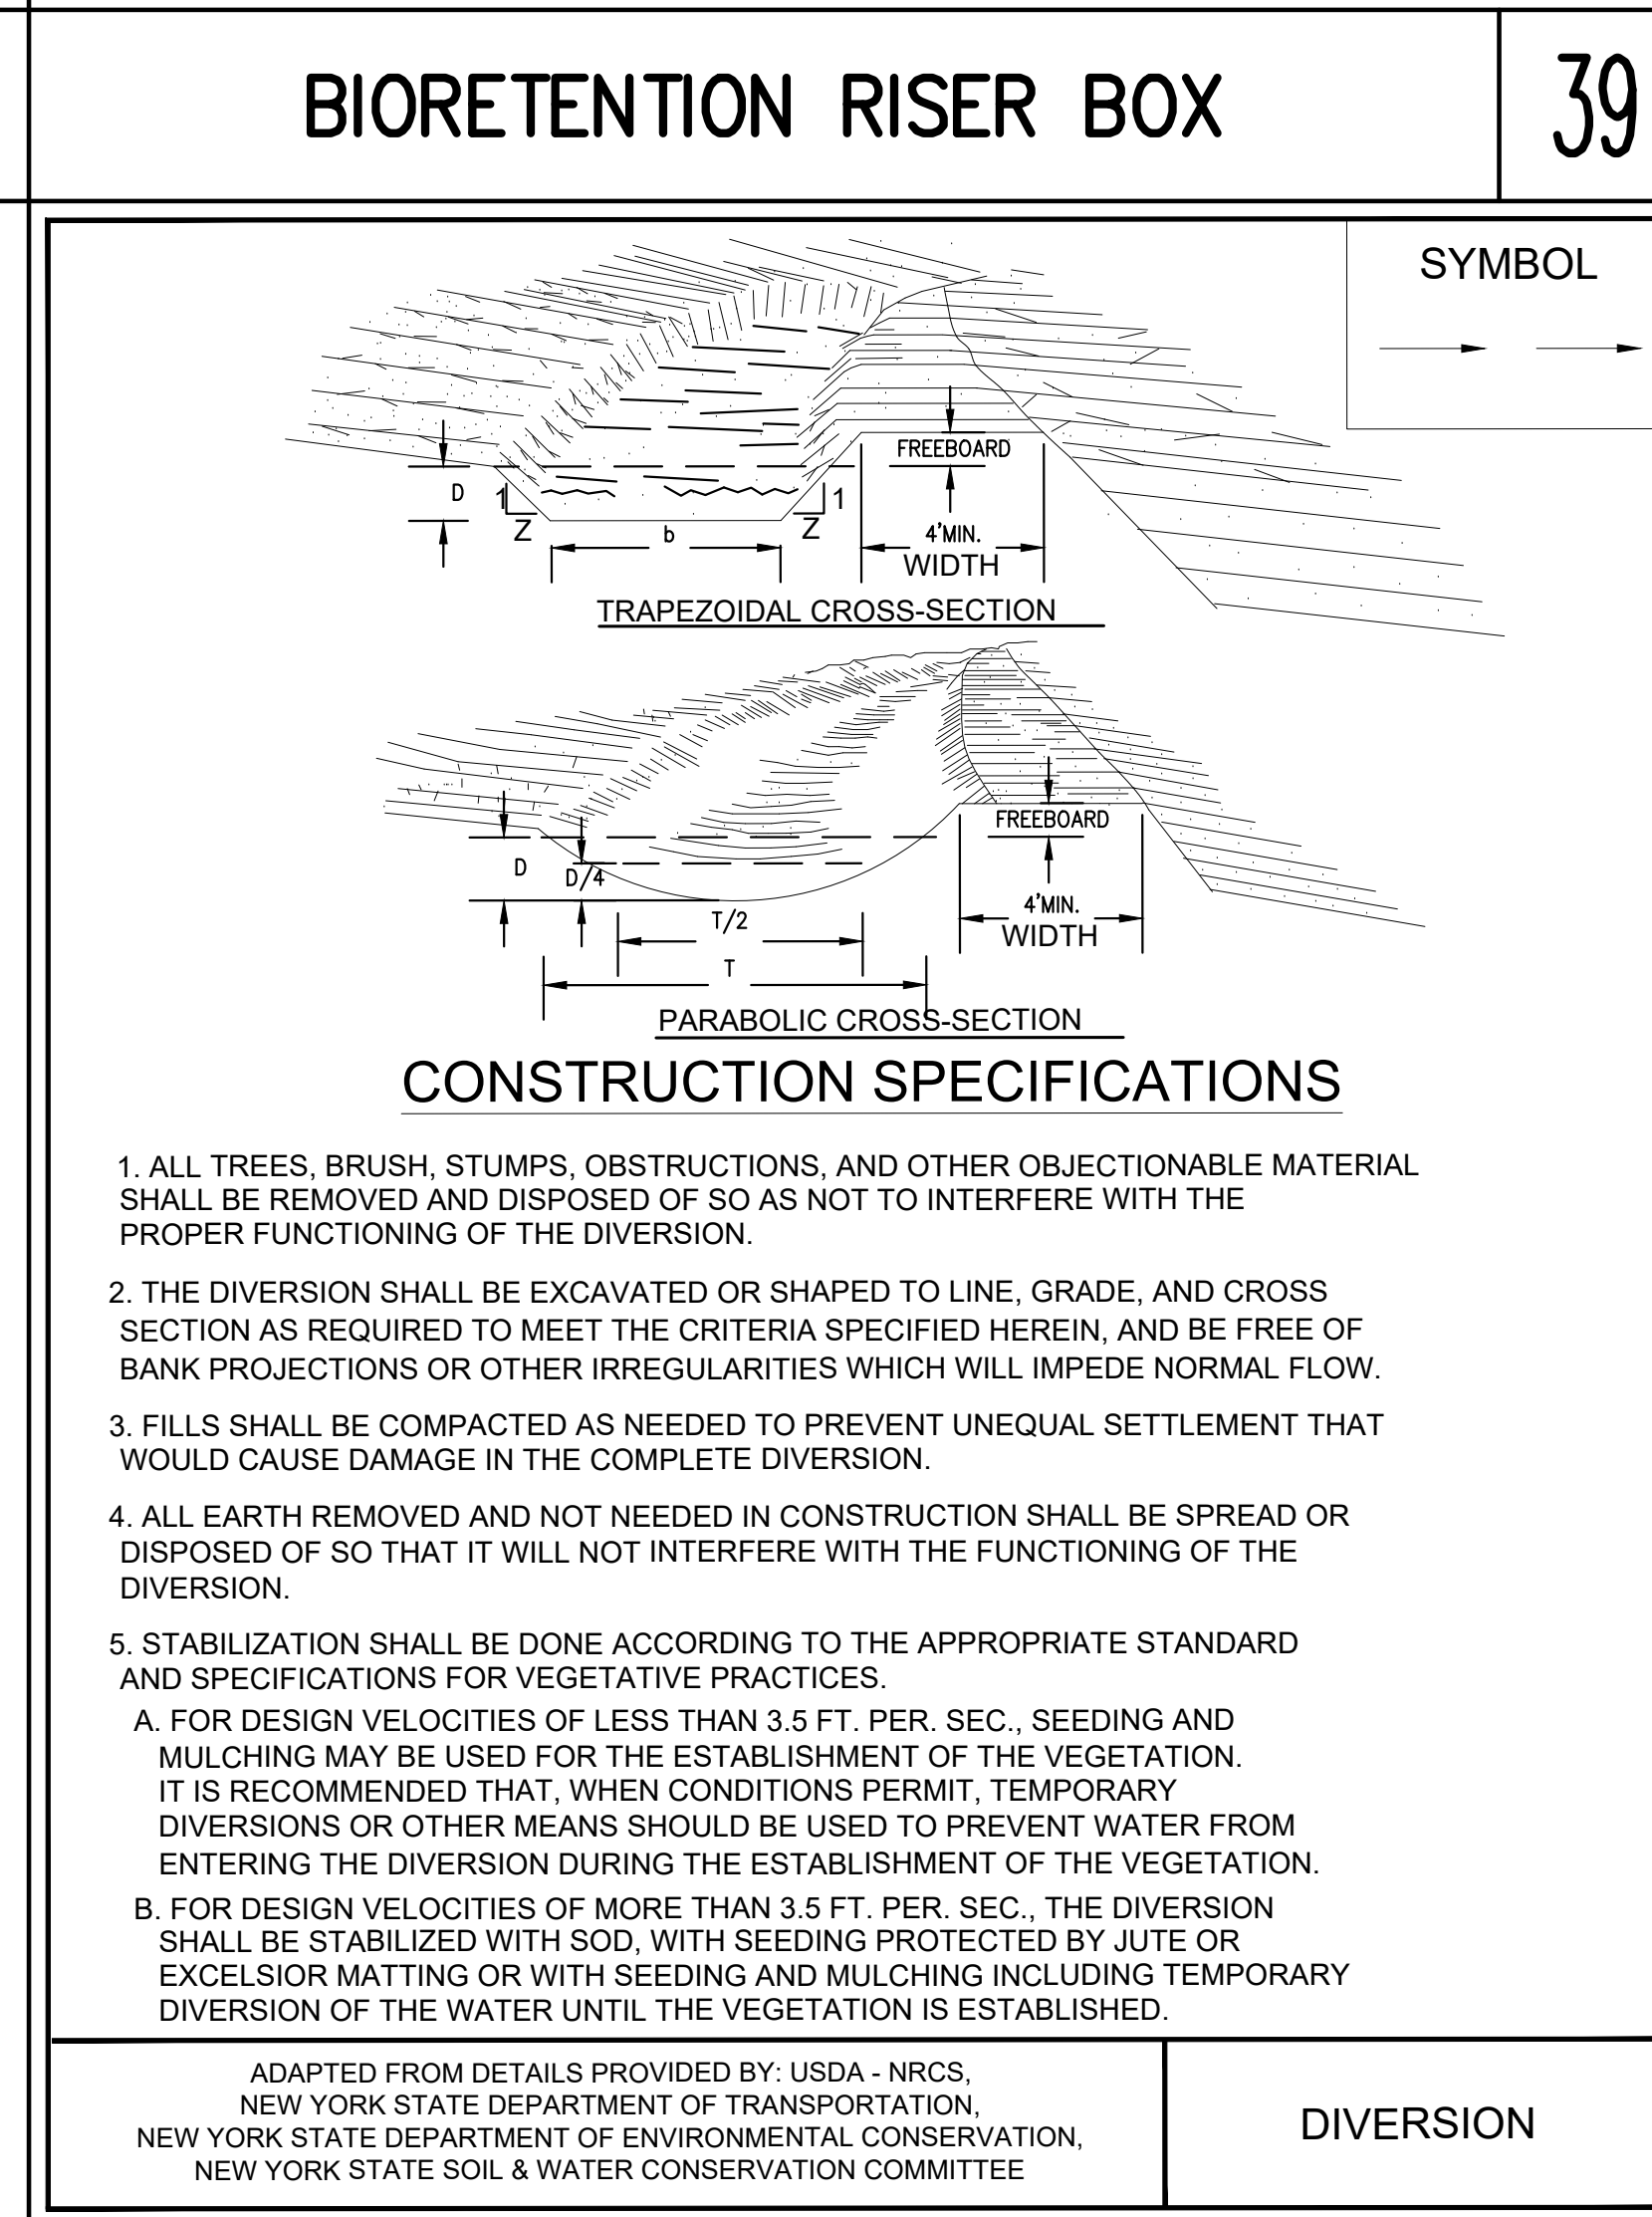 BIORETENTION RISER BOX
39
SYMBOL
FREEBOARD
D
1
Z
b
Z
1
4'MIN.
WIDTH
TRAPEZOIDAL CROSS-SECTION
FREEBOARD
D
D/4
4'MIN.
WIDTH
T/2
T
PARABOLIC CROSS-SECTION
CONSTRUCTION SPECIFICATIONS
1. ALL TREES, BRUSH, STUMPS, OBSTRUCTIONS, AND OTHER OBJECTIONABLE MATERIAL
SHALL BE REMOVED AND DISPOSED OF SO AS NOT TO INTERFERE WITH THE
PROPER FUNCTIONING OF THE DIVERSION.
2. THE DIVERSION SHALL BE EXCAVATED OR SHAPED TO LINE, GRADE, AND CROSS
SECTION AS REQUIRED TO MEET THE CRITERIA SPECIFIED HEREIN, AND BE FREE OF
BANK PROJECTIONS OR OTHER IRREGULARITIES WHICH WILL IMPEDE NORMAL FLOW.
3. FILLS SHALL BE COMPACTED AS NEEDED TO PREVENT UNEQUAL SETTLEMENT THAT
WOULD CAUSE DAMAGE IN THE COMPLETE DIVERSION.
4. ALL EARTH REMOVED AND NOT NEEDED IN CONSTRUCTION SHALL BE SPREAD OR
DISPOSED OF SO THAT IT WILL NOT INTERFERE WITH THE FUNCTIONING OF THE
DIVERSION.
5. STABILIZATION SHALL BE DONE ACCORDING TO THE APPROPRIATE STANDARD
AND SPECIFICATIONS FOR VEGETATIVE PRACTICES.
A. FOR DESIGN VELOCITIES OF LESS THAN 3.5 FT. PER. SEC., SEEDING AND
MULCHING MAY BE USED FOR THE ESTABLISHMENT OF THE VEGETATION.
IT IS RECOMMENDED THAT, WHEN CONDITIONS PERMIT, TEMPORARY
DIVERSIONS OR OTHER MEANS SHOULD BE USED TO PREVENT WATER FROM
ENTERING THE DIVERSION DURING THE ESTABLISHMENT OF THE VEGETATION.
B. FOR DESIGN VELOCITIES OF MORE THAN 3.5 FT. PER. SEC., THE DIVERSION
SHALL BE STABILIZED WITH SOD, WITH SEEDING PROTECTED BY JUTE OR
EXCELSIOR MATTING OR WITH SEEDING AND MULCHING INCLUDING TEMPORARY
DIVERSION OF THE WATER UNTIL THE VEGETATION IS ESTABLISHED.
ADAPTED FROM DETAILS PROVIDED BY: USDA - NRCS,
NEW YORK STATE DEPARTMENT OF TRANSPORTATION,
NEW YORK STATE DEPARTMENT OF ENVIRONMENTAL CONSERVATION,
NEW YORK STATE SOIL & WATER CONSERVATION COMMITTEE
DIVERSION